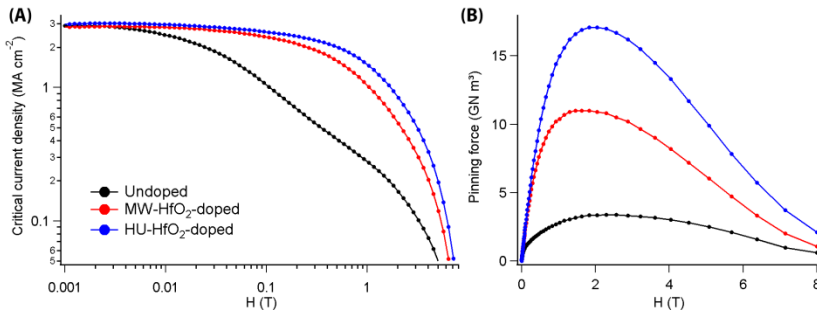 (A)
Critical current density (MA cm⁻²)
3
2
1
6
5
4
3
2
0.1
6
5
Undoped
MW-HfO₂-doped
HU-HfO₂-doped
0.001
0.01
0.1
1
H (T)
(B)
Pinning force (GN m³)
15
10
5
0
0
2
4
6
8
H (T)